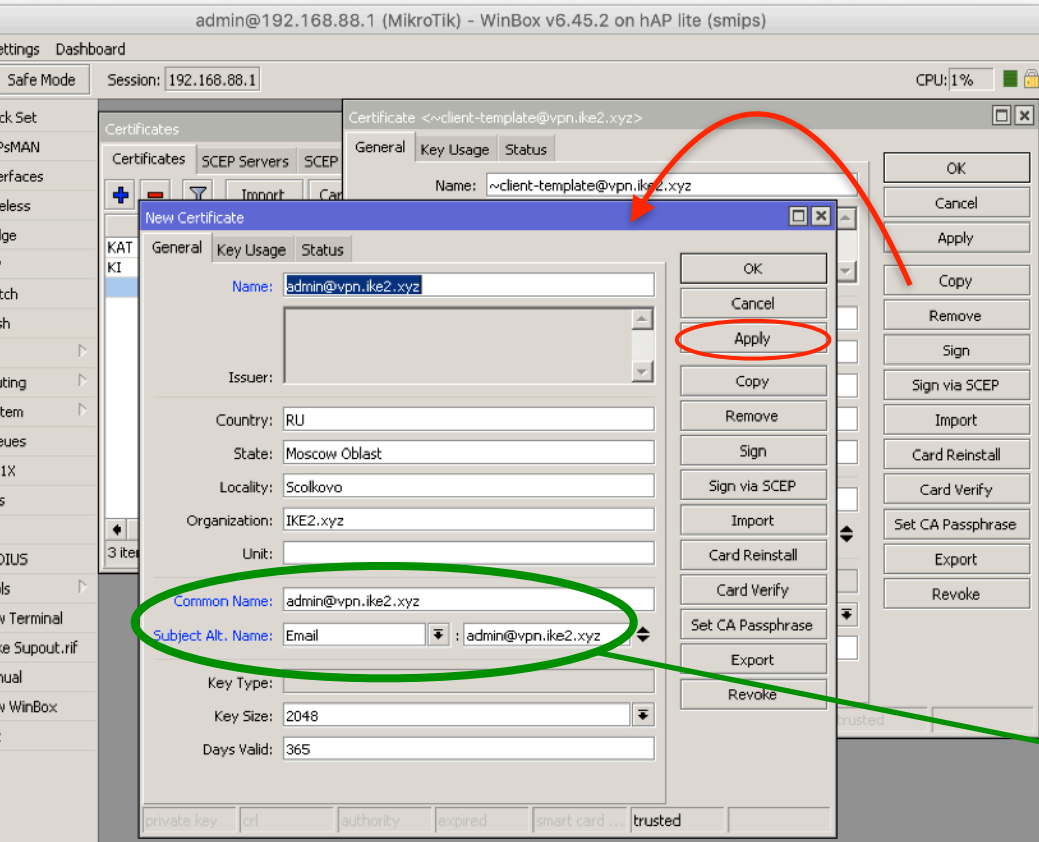 admin@192.168.88.1 (MikroTik) - WinBox v6.45.2 on hAP lite (smips)
ettings Dashboard
Safe Mode Session: 192.168.88.1 CPU: 1%
ck Set
PsMAN
erfaces
eless
dge
tch
sh
uting
tem
eues
1X
s
DIUS
ls
w Terminal
ke Supout.rif
nual
w WinBox
Certificates
Certificates SCEP Servers SCEP
Import Car
KAT
KI
3 iter
Certificate <~client-template@vpn.ike2.xyz>
General Key Usage Status
Name: ~client-template@vpn.ike2.xyz
OK
Cancel
Apply
Copy
Remove
Sign
Sign via SCEP
Import
Card Reinstall
Card Verify
Set CA Passphrase
Export
Revoke
trusted
New Certificate
General Key Usage Status
Name: admin@vpn.ike2.xyz
Issuer:
Country: RU
State: Moscow Oblast
Locality: Scolkovo
Organization: IKE2.xyz
Unit:
Common Name: admin@vpn.ike2.xyz
Subject Alt. Name: Email : admin@vpn.ike2.xyz
Key Type:
Key Size: 2048
Days Valid: 365
OK
Cancel
Apply
Copy
Remove
Sign
Sign via SCEP
Import
Card Reinstall
Card Verify
Set CA Passphrase
Export
Revoke
private key crl authority expired smart card ... trusted